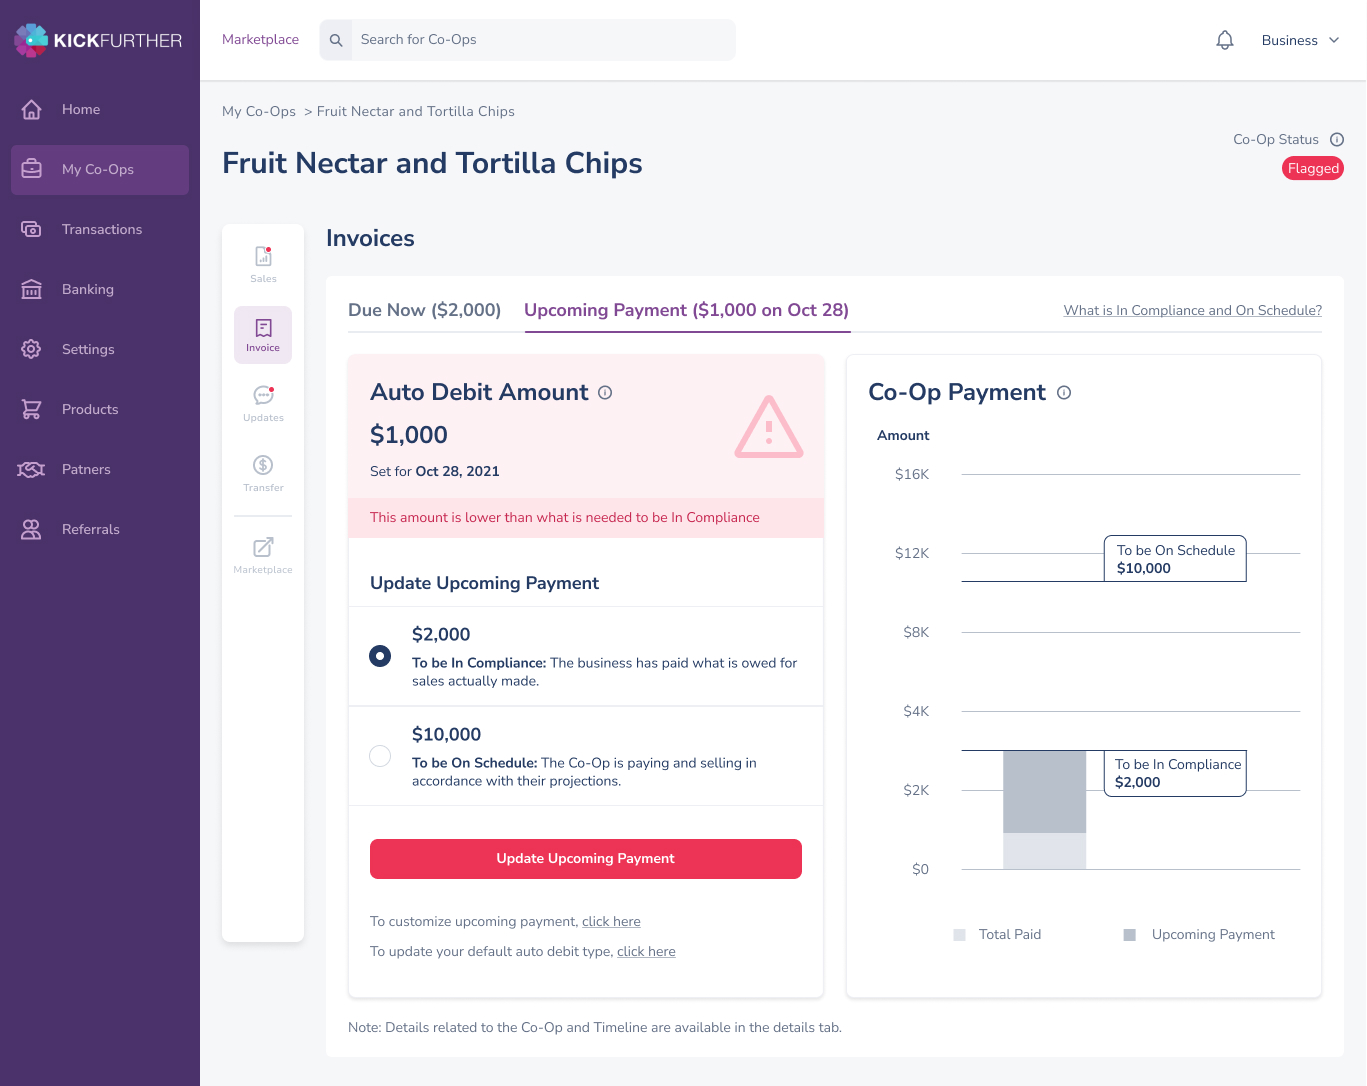 KICKFURTHER
Marketplace
Search for Co-Ops
Business
Home
My Co-Ops
Transactions
Banking
Settings
Products
Patners
Referrals
My Co-Ops > Fruit Nectar and Tortilla Chips
Fruit Nectar and Tortilla Chips
Co-Op Status
Flagged
Sales
Invoice
Updates
Transfer
Marketplace
Invoices
Due Now ($2,000)
Upcoming Payment ($1,000 on Oct 28)
What is In Compliance and On Schedule?
Auto Debit Amount
$1,000
Set for Oct 28, 2021
This amount is lower than what is needed to be In Compliance
Update Upcoming Payment
$2,000
To be In Compliance: The business has paid what is owed for
sales actually made.
$10,000
To be On Schedule: The Co-Op is paying and selling in
accordance with their projections.
Update Upcoming Payment
To customize upcoming payment, click here
To update your default auto debit type, click here
Co-Op Payment
Amount
$16K
$12K
To be On Schedule
$10,000
$8K
$4K
To be In Compliance
$2,000
$2K
$0
Total Paid
Upcoming Payment
Note: Details related to the Co-Op and Timeline are available in the details tab.